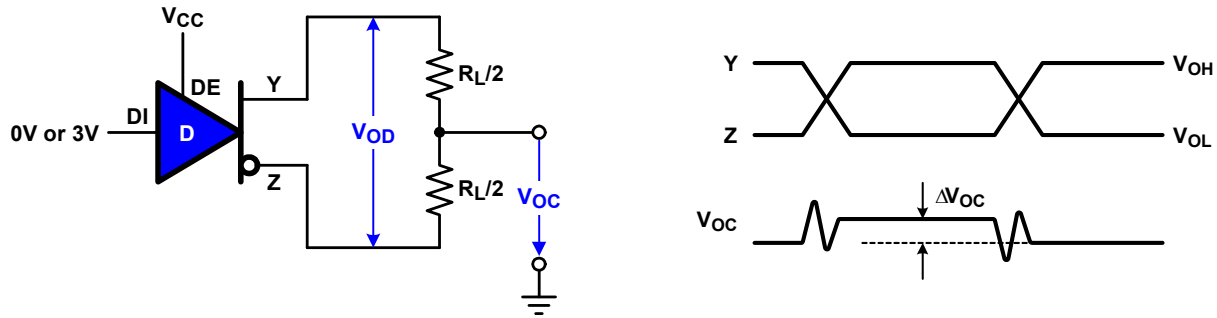 VCC
DE
Y
DI
0V or 3V
D
Z
RL/2
VOD
RL/2
VOC
Y
VOH
Z
VOL
ΔVOC
VOC